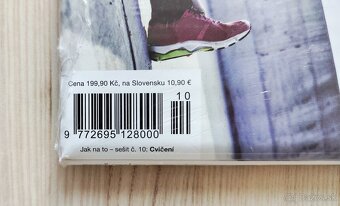 Cena 199,90 Kč, na Slovensku 10,90 €
10
9 772695 128000
Jak na to – sešit č. 10: Cvičení